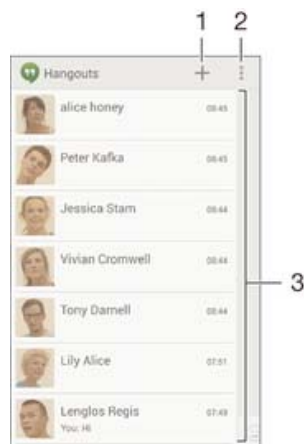 1 2
Hangouts
alice honey 08:45
Peter Kafka 08:45
Jessica Stam 08:44
Vivian Cromwell 08:44
Tony Darnell 08:44
3
Lily Alice 07:51
Lenglos Regis 07:49
You: Hi